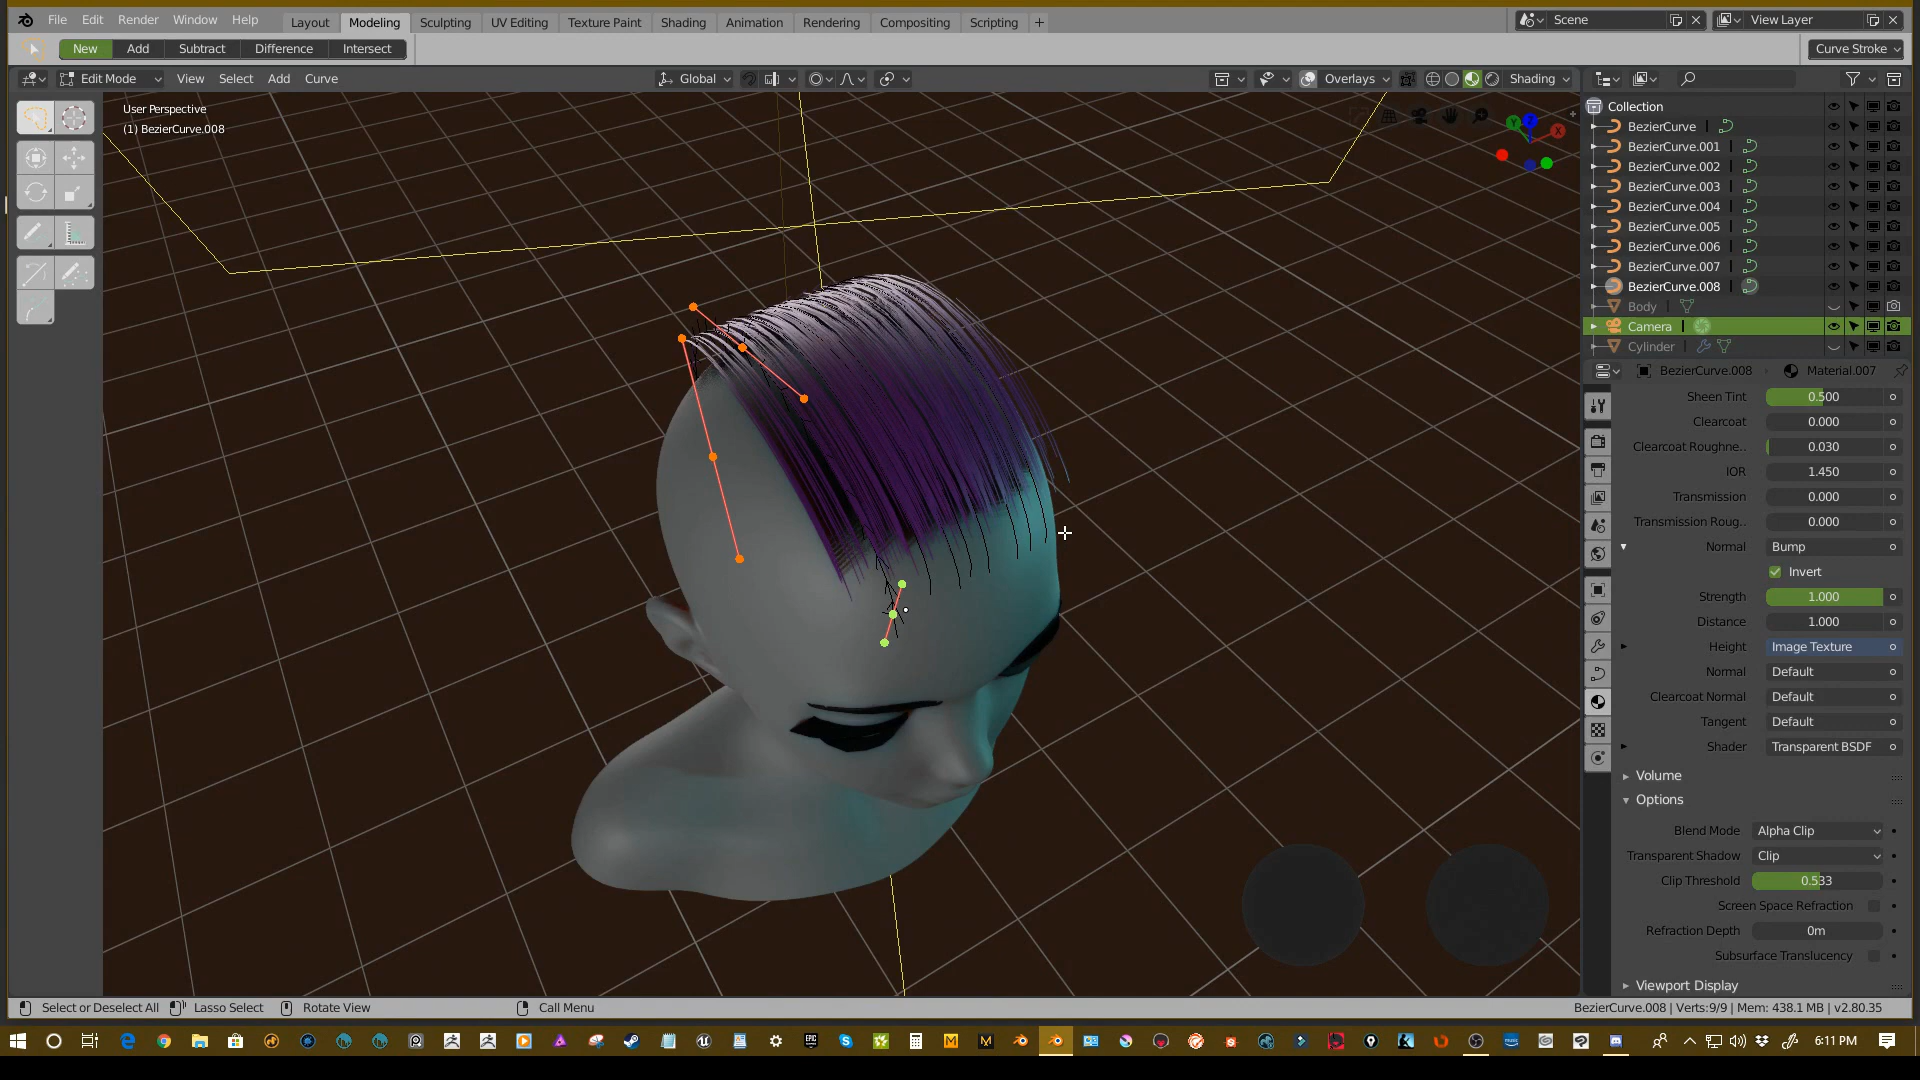 File Edit Render Window Help Layout Modeling Sculpting UV Editing Texture Paint Shading Animation Rendering Compositing Scripting + Scene View Layer
New Add Subtract Difference Intersect Curve Stroke
Edit Mode View Select Add Curve Global Overlays Shading
User Perspective
(1) BezierCurve.008
Collection
BezierCurve
BezierCurve.001
BezierCurve.002
BezierCurve.003
BezierCurve.004
BezierCurve.005
BezierCurve.006
BezierCurve.007
BezierCurve.008
Body
Camera
Cylinder
BezierCurve.008 Material.007
Sheen Tint 0.500
Clearcoat 0.000
Clearcoat Roughne.. 0.030
IOR 1.450
Transmission 0.000
Transmission Roug.. 0.000
Normal Bump
Invert
Strength 1.000
Distance 1.000
Height Image Texture
Normal Default
Clearcoat Normal Default
Tangent Default
Shader Transparent BSDF
Volume
Options
Blend Mode Alpha Clip
Transparent Shadow Clip
Clip Threshold 0.533
Screen Space Refraction
Refraction Depth 0m
Subsurface Translucency
Viewport Display
Select or Deselect All Lasso Select Rotate View Call Menu BezierCurve.008 | Verts:9/9 | Mem: 438.1 MB | v2.80.35
6:11 PM